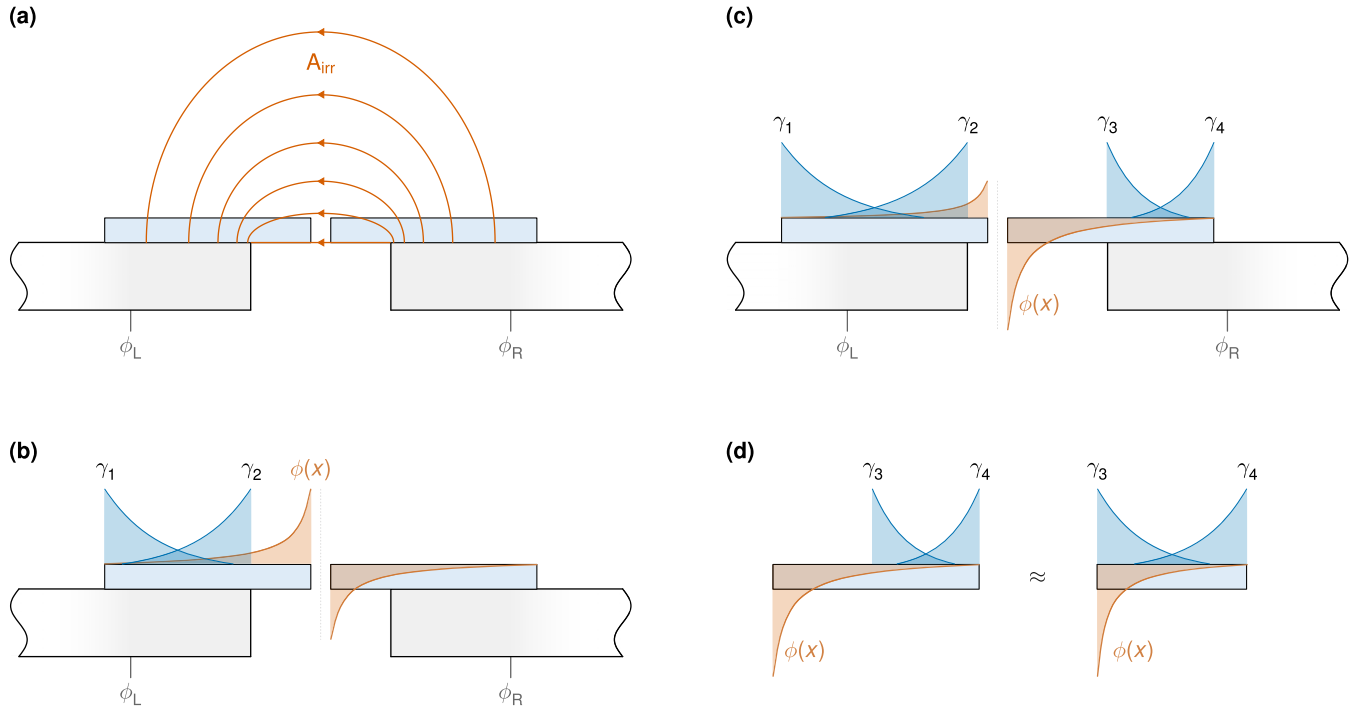 (a)
A_irr
ϕ_L
ϕ_R
(b)
γ_1
γ_2
ϕ(x)
ϕ_L
ϕ_R
(c)
γ_1
γ_2
γ_3
γ_4
ϕ(x)
ϕ_L
ϕ_R
(d)
γ_3
γ_4
ϕ(x)
≈
γ_3
γ_4
ϕ(x)